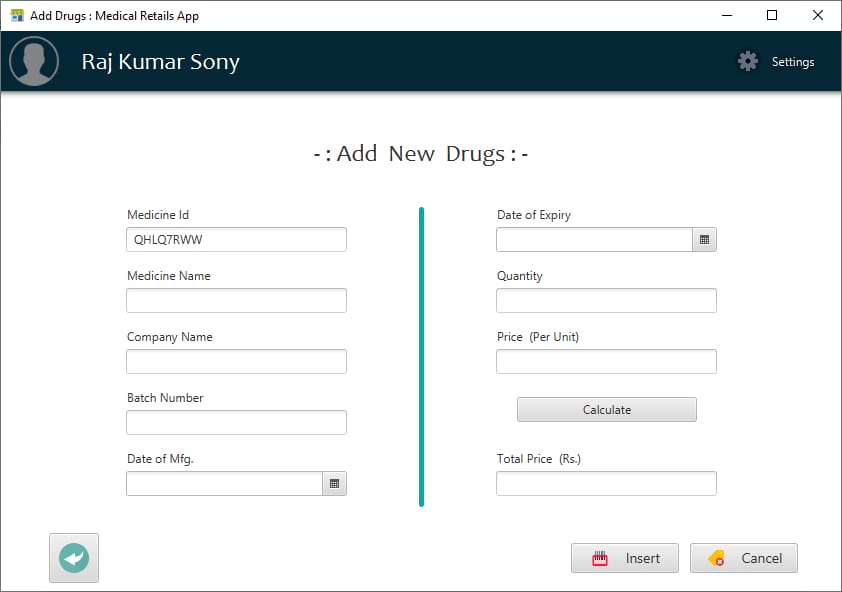 Add Drugs : Medical Retails App
Raj Kumar Sony
Settings
- : Add New Drugs : -
Medicine Id
QHLQ7RWW
Medicine Name
Company Name
Batch Number
Date of Mfg.
Date of Expiry
Quantity
Price (Per Unit)
Calculate
Total Price (Rs.)
Insert
Cancel